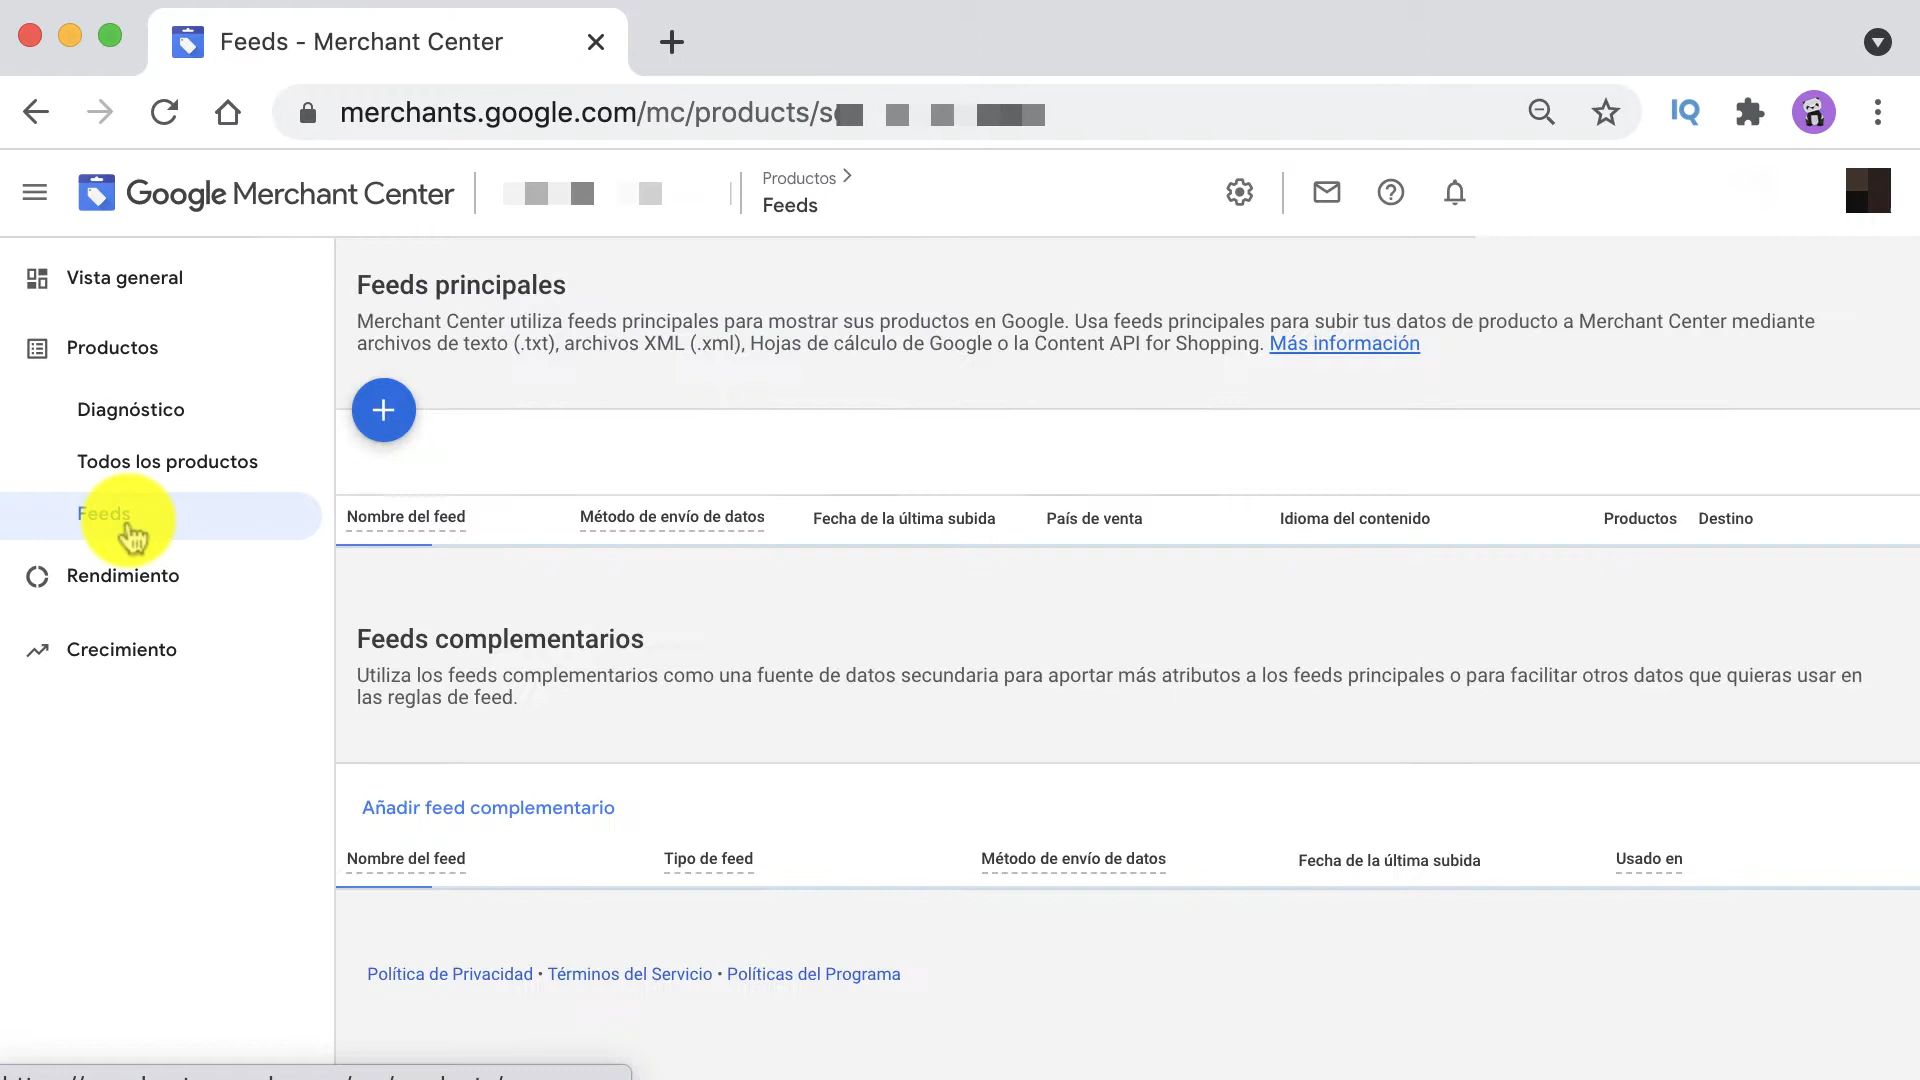 Feeds - Merchant Center
merchants.google.com/mc/products/s
IQ
Google Merchant Center
Productos
Feeds
Vista general
Productos
Diagnóstico
Todos los productos
Feeds
Rendimiento
Crecimiento
Feeds principales
Merchant Center utiliza feeds principales para mostrar sus productos en Google. Usa feeds principales para subir tus datos de producto a Merchant Center mediante
archivos de texto (.txt), archivos XML (.xml), Hojas de cálculo de Google o la Content API for Shopping. Más información
Nombre del feed Método de envío de datos Fecha de la última subida País de venta Idioma del contenido Productos Destino
Feeds complementarios
Utiliza los feeds complementarios como una fuente de datos secundaria para aportar más atributos a los feeds principales o para facilitar otros datos que quieras usar en
las reglas de feed.
Añadir feed complementario
Nombre del feed Tipo de feed Método de envío de datos Fecha de la última subida Usado en
Política de Privacidad • Términos del Servicio • Políticas del Programa